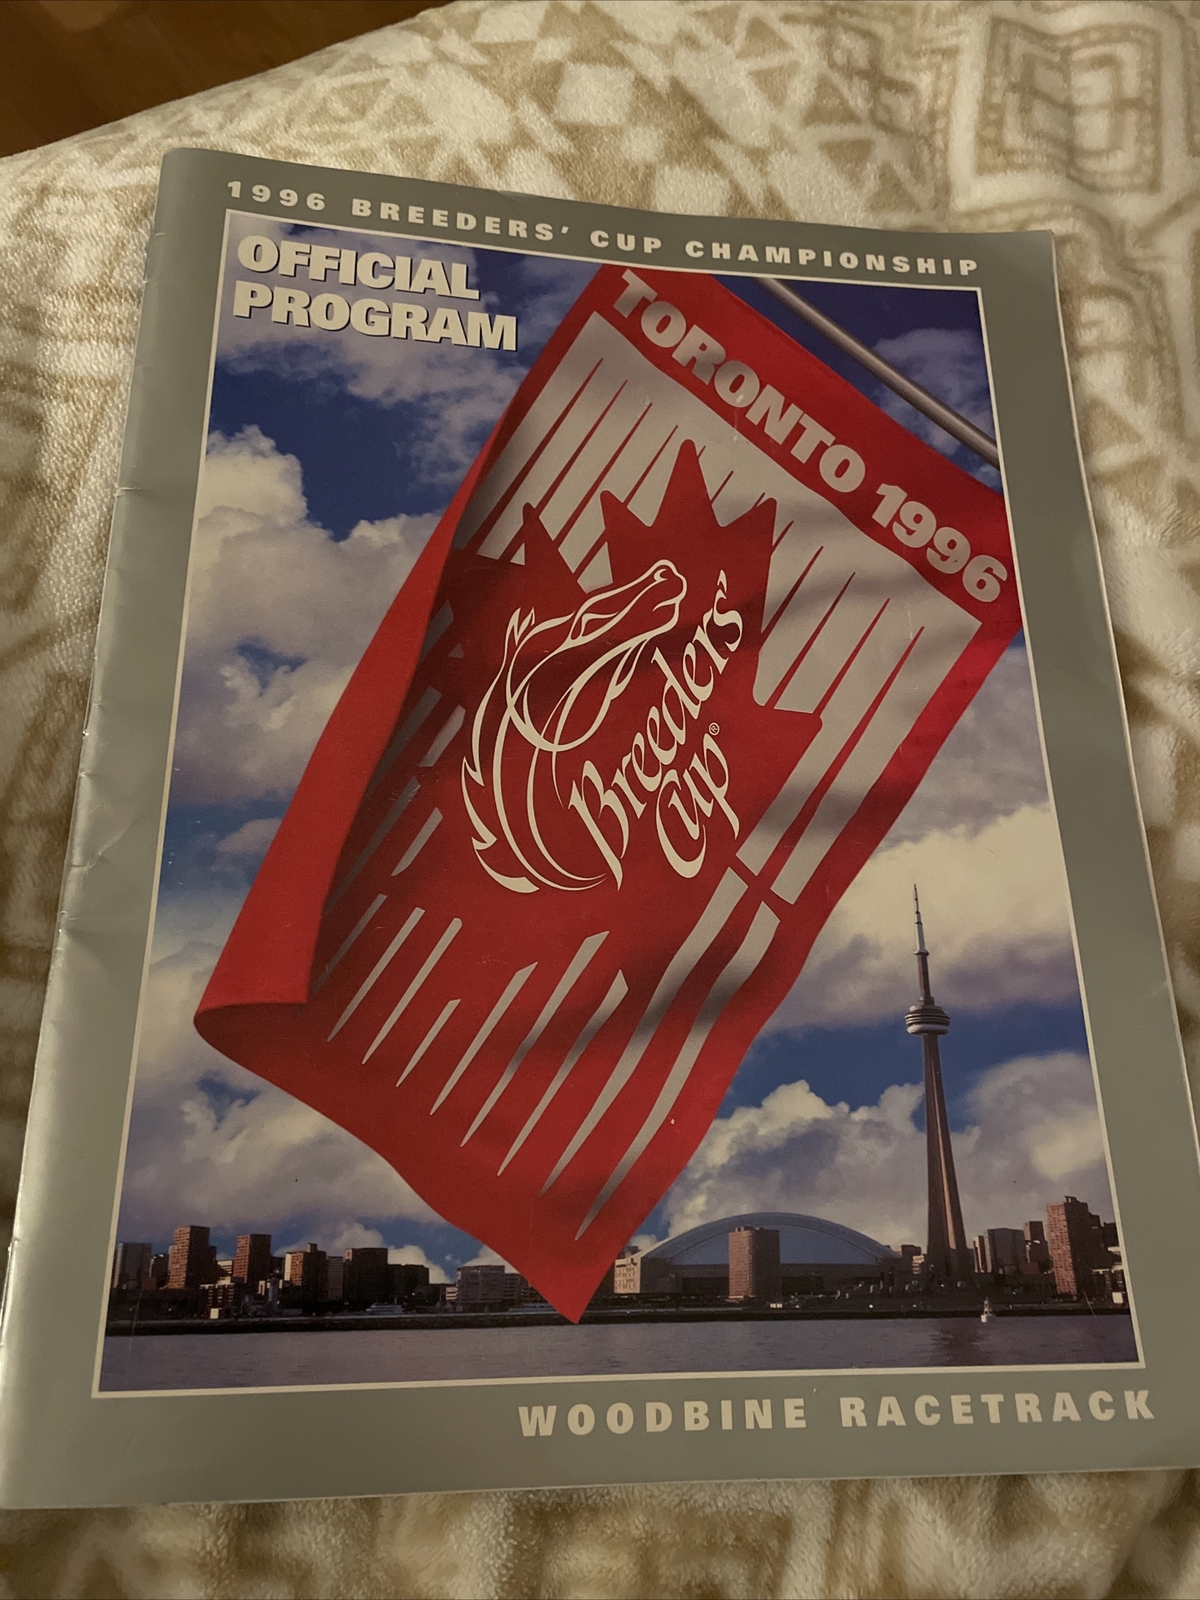 1996 BREEDERS' CUP CHAMPIONSHIP
OFFICIAL
PROGRAM
TORONTO 1996
Breeders'
Cup®
WOODBINE RACETRACK